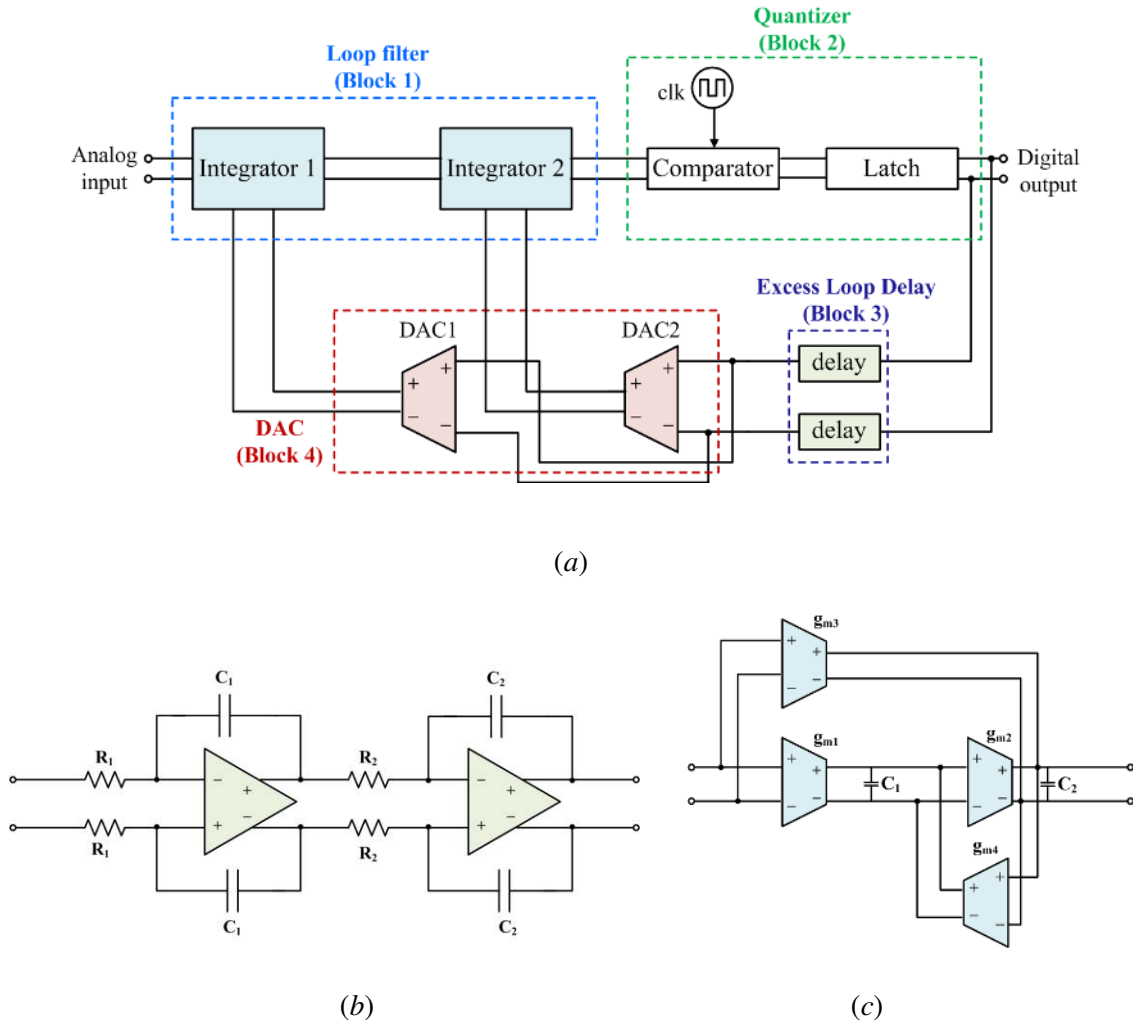 Quantizer
(Block 2)
Loop filter
(Block 1)
clk
Analog
input
Integrator 1
Integrator 2
Comparator
Latch
Digital
output
Excess Loop Delay
(Block 3)
DAC1
DAC2
+
+
+
+
delay
−
−
−
−
delay
DAC
(Block 4)
(a)
gm3
+
+
−
−
C1
C2
R1
R2
−
+
+
−
−
+
+
−
R1
R2
C1
C2
gm1
gm2
+
+
−
−
C1
+
+
−
−
C2
gm4
+
+
−
−
(b)
(c)